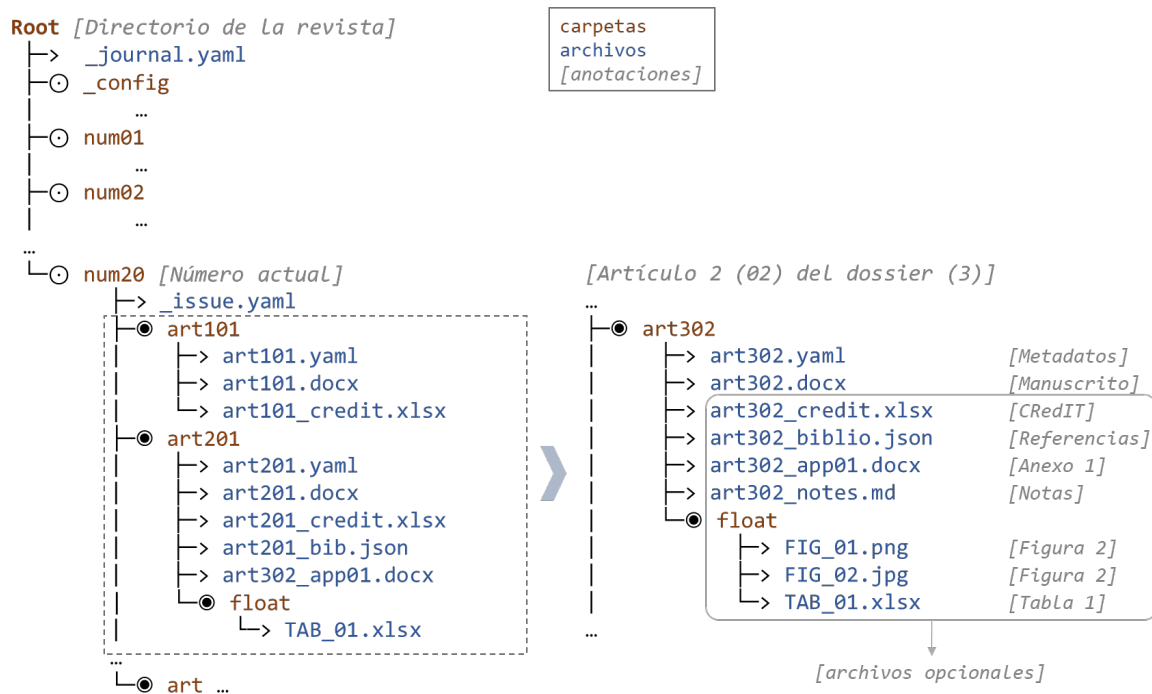 Root [Directorio de la revista]
_journal.yaml
_config
…
num01
…
num02
…
…
num20 [Número actual]
_issue.yaml
art101
art101.yaml
art101.docx
art101_credit.xlsx
art201
art201.yaml
art201.docx
art201_credit.xlsx
art201_bib.json
art302_app01.docx
float
TAB_01.xlsx
…
art …
carpetas
archivos
[anotaciones]
[Artículo 2 (02) del dossier (3)]
…
art302
art302.yaml [Metadatos]
art302.docx [Manuscrito]
art302_credit.xlsx [CRedIT]
art302_biblio.json [Referencias]
art302_app01.docx [Anexo 1]
art302_notes.md [Notas]
float
FIG_01.png [Figura 2]
FIG_02.jpg [Figura 2]
TAB_01.xlsx [Tabla 1]
…
[archivos opcionales]